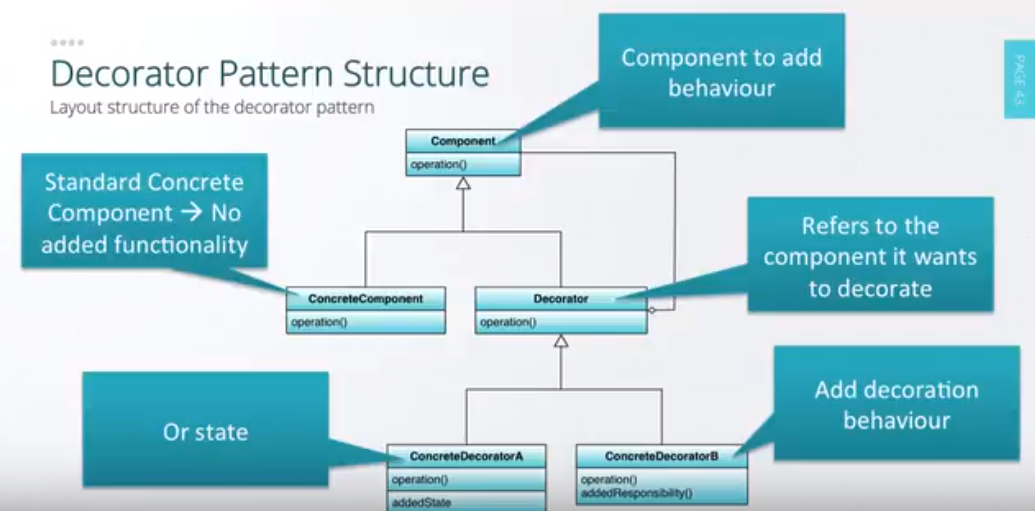 Decorator Pattern Structure
Layout structure of the decorator pattern
PAGE 43
Component to add
behaviour
Component
operation()
Standard Concrete
Component → No
added functionality
Refers to the
component it wants
to decorate
ConcreteComponent
operation()
Decorator
operation()
Or state
Add decoration
behaviour
ConcreteDecoratorA
operation()
addedState
ConcreteDecoratorB
operation()
addedResponsibility()